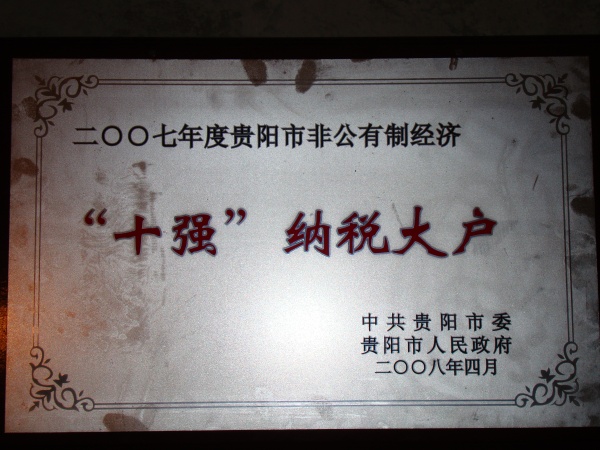 二〇〇七年度贵阳市非公有制经济
“十强”纳税大户
中共贵阳市委
贵阳市人民政府
二〇〇八年四月